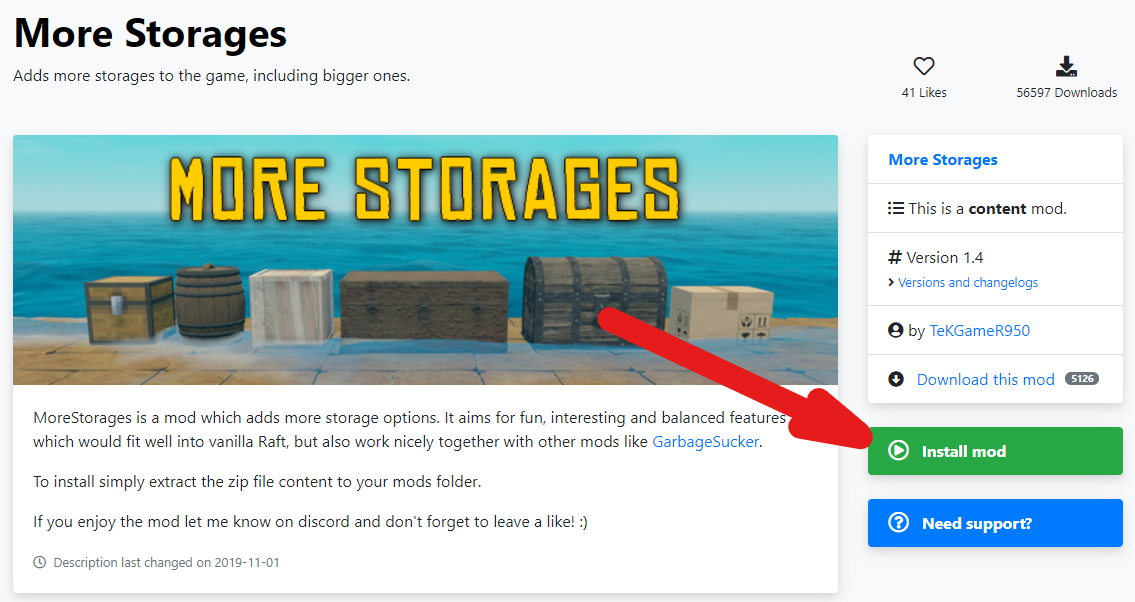 More Storages
Adds more storages to the game, including bigger ones.
41 Likes
56597 Downloads
MORE STORAGES
MoreStorages is a mod which adds more storage options. It aims for fun, interesting and balanced features
which would fit well into vanilla Raft, but also work nicely together with other mods like GarbageSucker.
To install simply extract the zip file content to your mods folder.
If you enjoy the mod let me know on discord and don't forget to leave a like! :)
Description last changed on 2019-11-01
More Storages
This is a content mod.
# Version 1.4
> Versions and changelogs
by TeKGameR950
Download this mod 5126
Install mod
Need support?